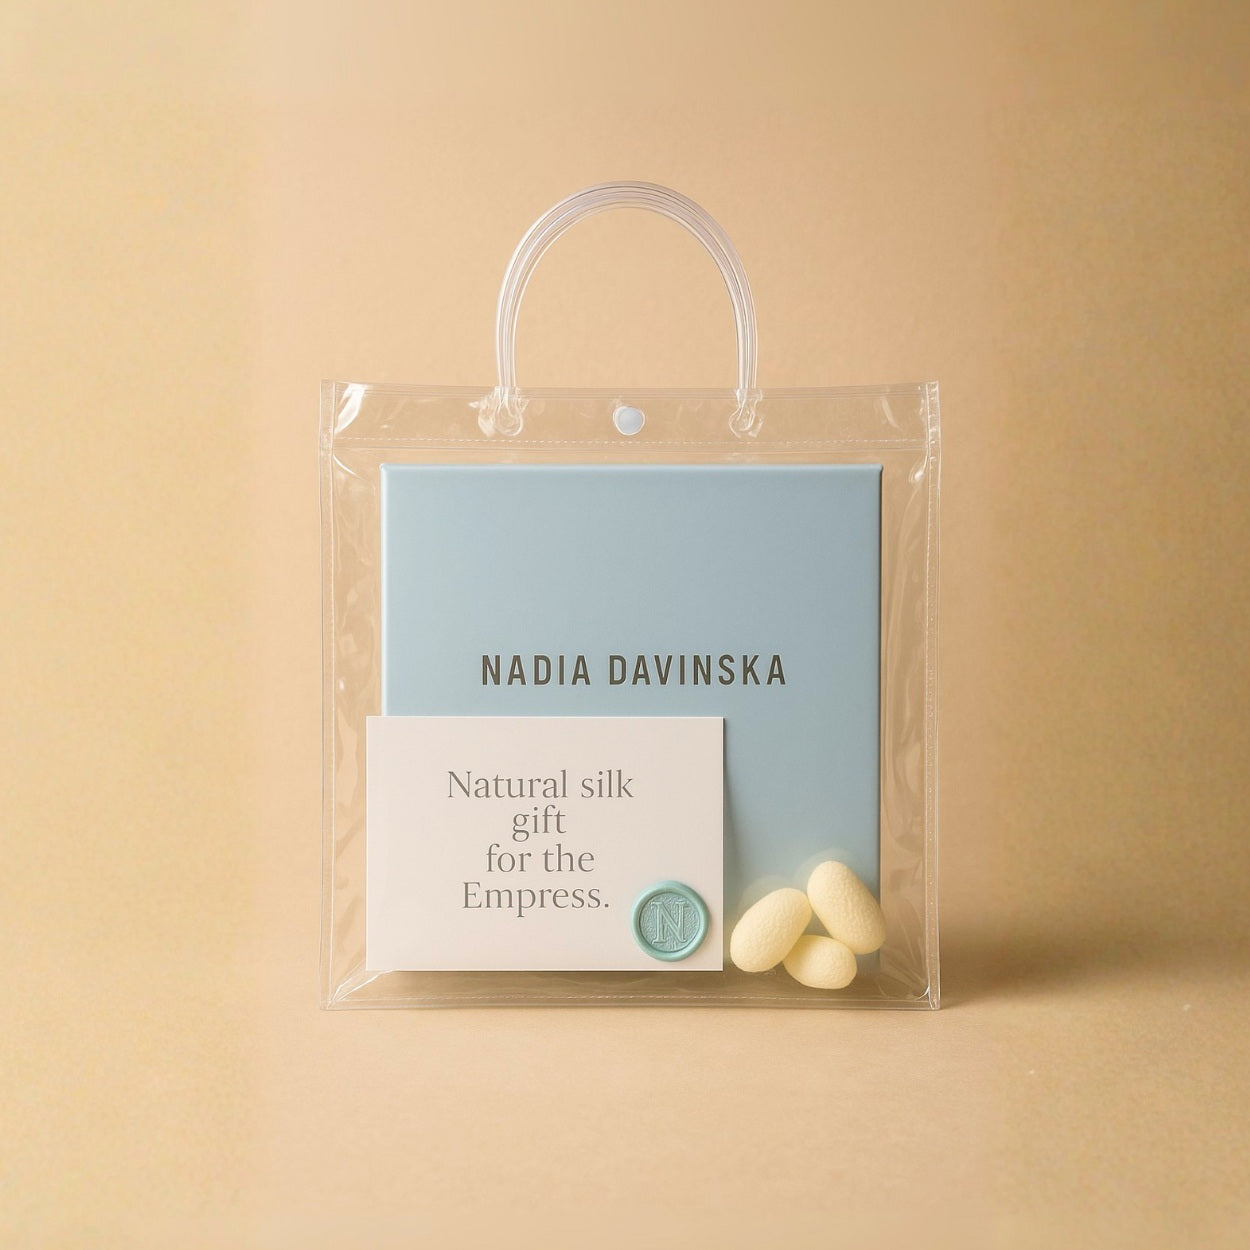 NADIA DAVINSKA
Natural silk
gift
for the
Empress.
N